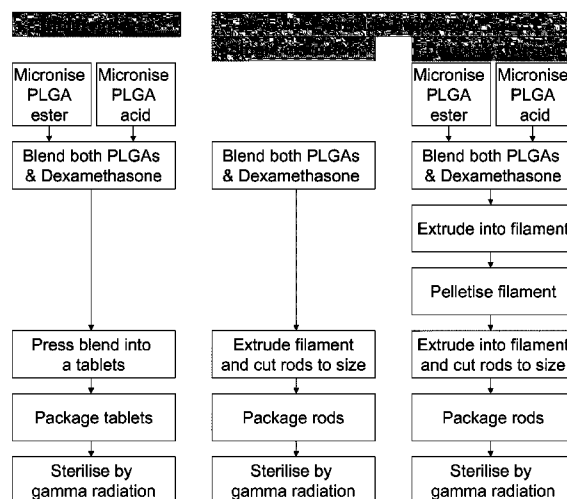 Micronise
PLGA
ester
Micronise
PLGA
acid
Blend both PLGAs
& Dexamethasone
Press blend into
a tablets
Package tablets
Sterilise by
gamma radiation
Blend both PLGAs
& Dexamethasone
Extrude filament
and cut rods to size
Package rods
Sterilise by
gamma radiation
Micronise
PLGA
ester
Micronise
PLGA
acid
Blend both PLGAs
& Dexamethasone
Extrude into filament
Pelletise filament
Extrude into filament
and cut rods to size
Package rods
Sterilise by
gamma radiation